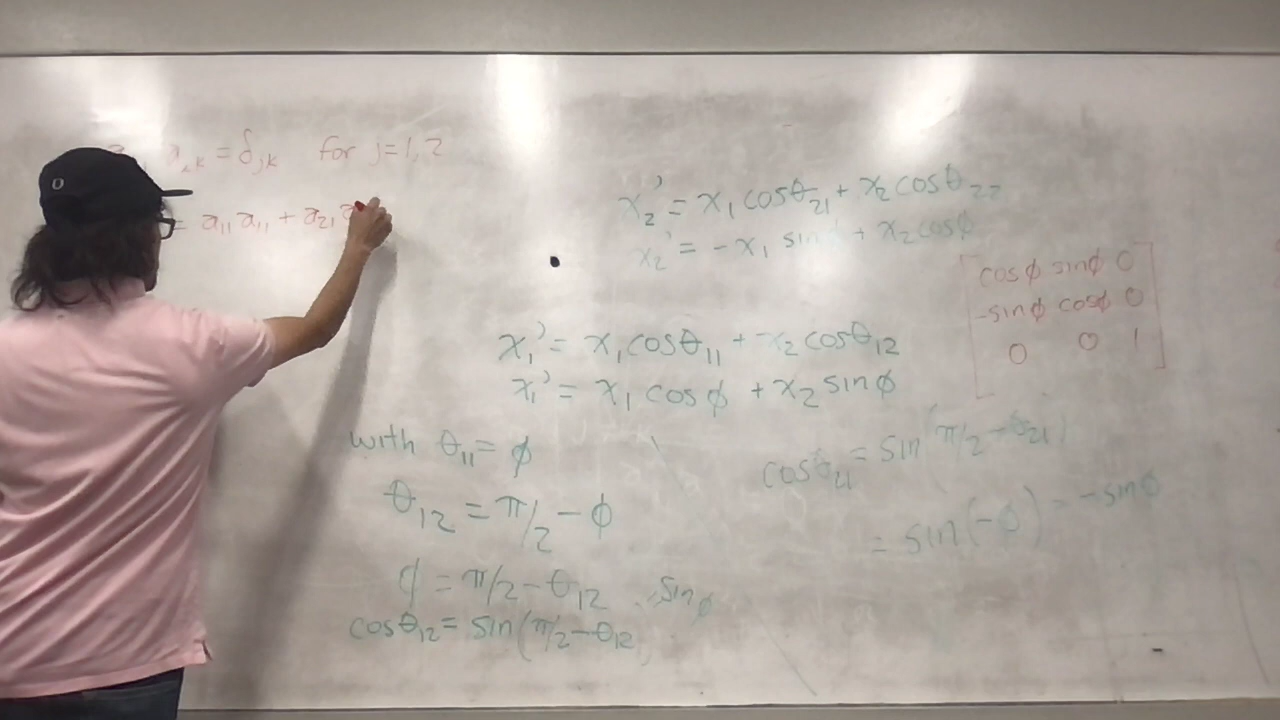 a_{ik} = δ_{jk} for j=1,2
= a_{11} a_{11} + a_{21}
x_2' = x_1 cosθ_{21} + x_2 cosθ_{22}
x_2' = -x_1 sinϕ + x_2 cosϕ
cosϕ sinϕ 0
-sinϕ cosϕ 0
0 0 1
x_1' = x_1 cosθ_{11} + x_2 cosθ_{12}
x_1' = x_1 cosϕ + x_2 sinϕ
with θ_{11} = ϕ
θ_{12} = π/2 - ϕ
ϕ = π/2 - θ_{12}
cosθ_{12} = sin(π/2 - θ_{12}) = sinϕ
cosθ_{21} = sin(π/2 - θ_{21})
= sin(-ϕ) = -sinϕ